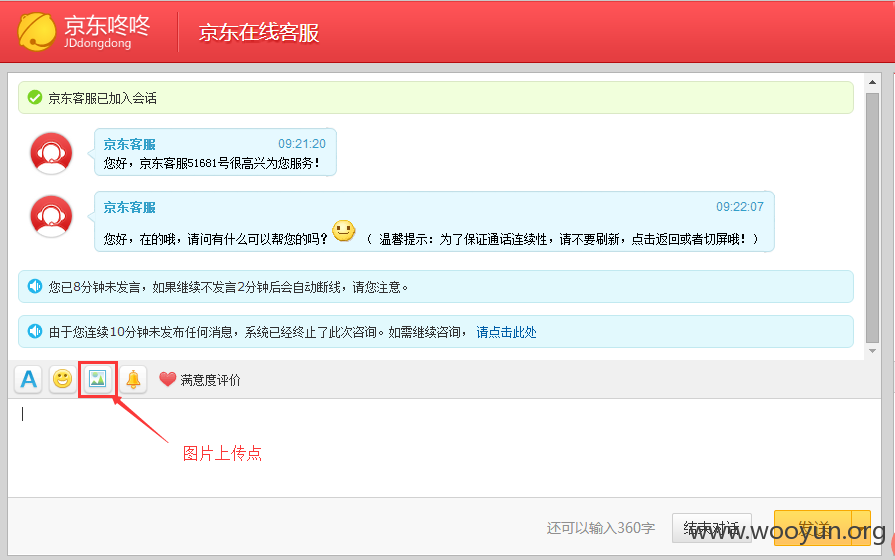 京东咚咚
JDdongdong
京东在线客服
京东客服已加入会话
京东客服 09:21:20
您好，京东客服51681号很高兴为您服务！
京东客服 09:22:07
您好，在的哦，请问有什么可以帮您的吗？（ 温馨提示：为了保证通话连续性，请不要刷新，点击返回或者切屏哦！）
您已8分钟未发言，如果继续不发言2分钟后会自动断线，请您注意。
由于您连续10分钟未发布任何消息，系统已经终止了此次咨询。如需继续咨询， 请点击此处
A 满意度评价
图片上传点
还可以输入360字 结束对话 发送
www.wooyun.org